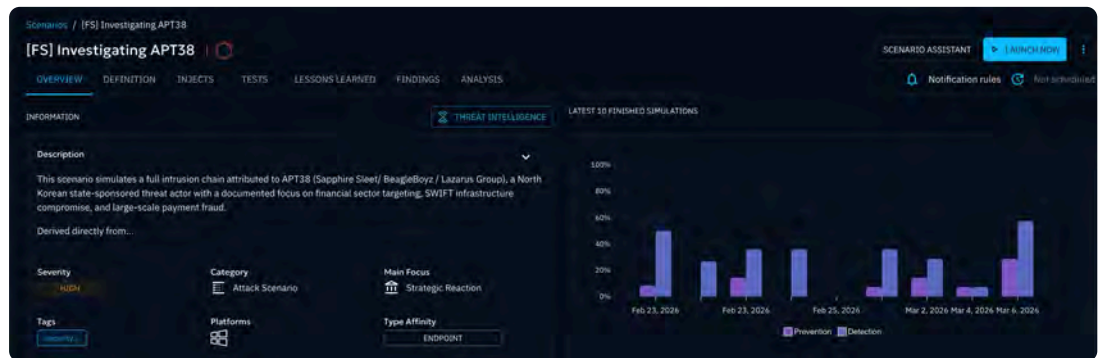 Scenarios / [FS] Investigating APT38
[FS] Investigating APT38
SCENARIO ASSISTANT
LAUNCH NOW
OVERVIEW DEFINITION INJECTS TESTS LESSONS LEARNED FINDINGS ANALYSIS
Notification rules
Not scheduled
INFORMATION
THREAT INTELLIGENCE
Description
This scenario simulates a full intrusion chain attributed to APT38 (Sapphire Sleet/ BeagleBoyz / Lazarus Group), a North
Korean state-sponsored threat actor with a documented focus on financial sector targeting, SWIFT infrastructure
compromise, and large-scale payment fraud.
Derived directly from...
Severity Category Main Focus
HIGH Attack Scenario Strategic Reaction
Tags Platforms Type Affinity
ENDPOINT
LATEST 10 FINISHED SIMULATIONS
100%
80%
60%
40%
20%
0%
Feb 23, 2026 Feb 23, 2026 Feb 25, 2026 Mar 2, 2026 Mar 4, 2026 Mar 6, 2026
Prevention Detection